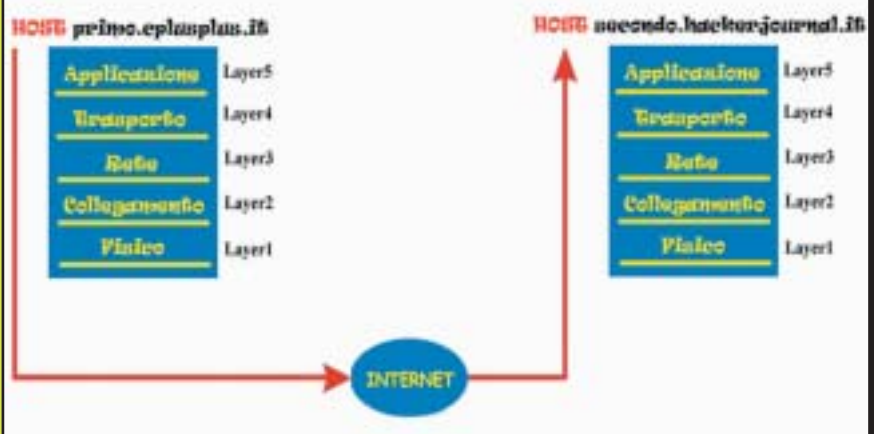 HOST primo.cplusplus.it
Applicazione Layer5
Trasporto Layer4
Rete Layer3
Collegamento Layer2
Fisico Layer1
HOST secondo.hackerjournal.it
Applicazione Layer5
Trasporto Layer4
Rete Layer3
Collegamento Layer2
Fisico Layer1
INTERNET